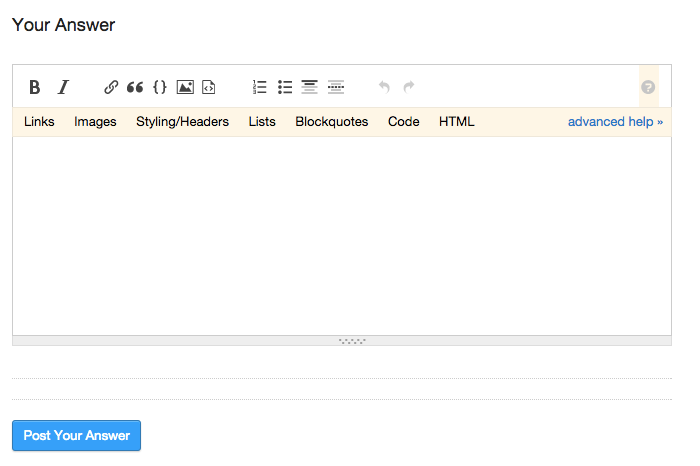 Your Answer
B I
Links Images Styling/Headers Lists Blockquotes Code HTML advanced help »
Post Your Answer